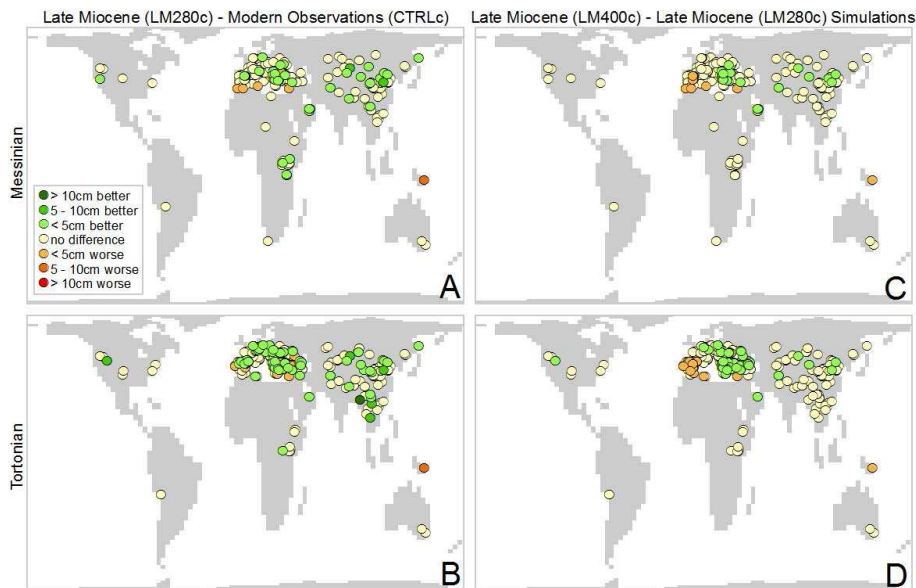 Late Miocene (LM280c) - Modern Observations (CTRLc)
Late Miocene (LM400c) - Late Miocene (LM280c) Simulations
Messinian
> 10cm better
5 - 10cm better
< 5cm better
no difference
< 5cm worse
5 - 10cm worse
> 10cm worse
A
C
Tortonian
B
D